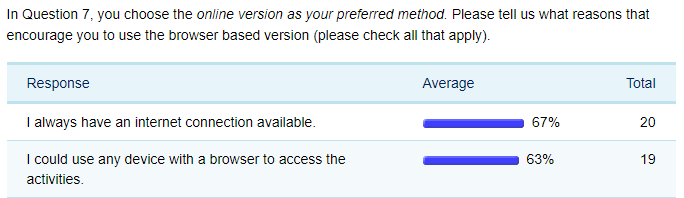 In Question 7, you choose the online version as your preferred method. Please tell us what reasons that
encourage you to use the browser based version (please check all that apply).
Response Average Total
I always have an internet connection available. 67% 20
I could use any device with a browser to access the 63% 19
activities.